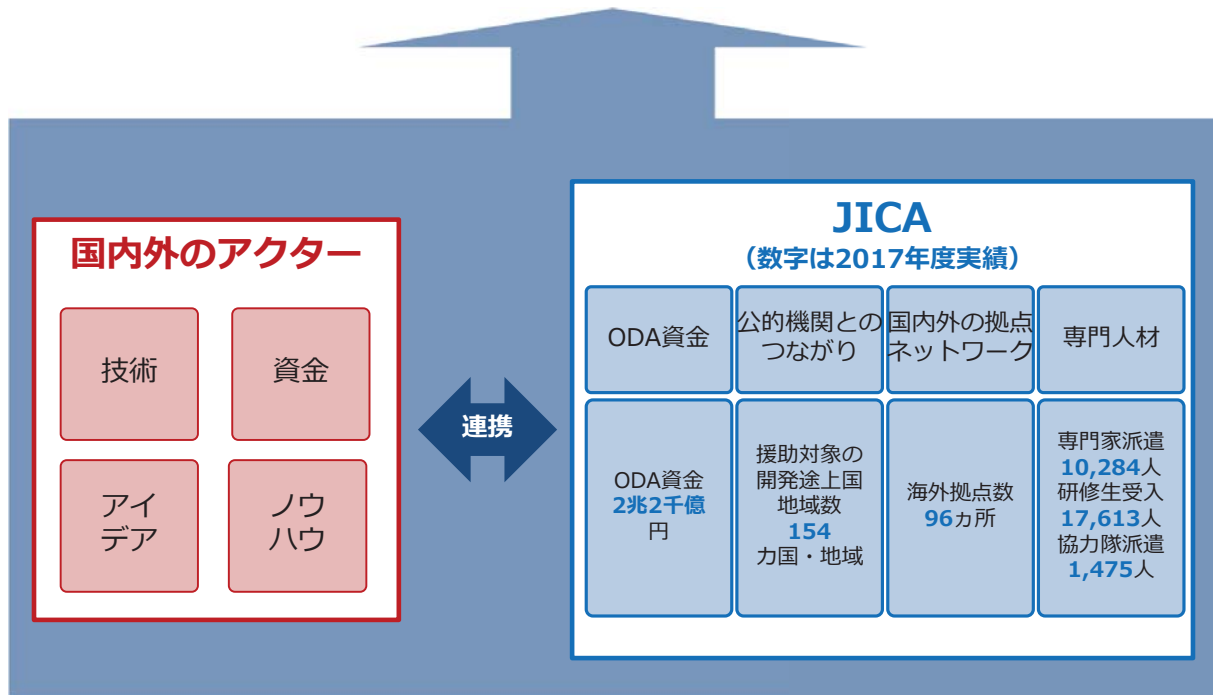 国内外のアクター
技術
資金
アイ
デア
ノウ
ハウ
連携
JICA
（数字は2017年度実績）
ODA資金
公的機関との
つながり
国内外の拠点
ネットワーク
専門人材
ODA資金
2兆2千億
円
援助対象の
開発途上国
地域数
154
カ国・地域
海外拠点数
96ヵ所
専門家派遣
10,284人
研修生受入
17,613人
協力隊派遣
1,475人